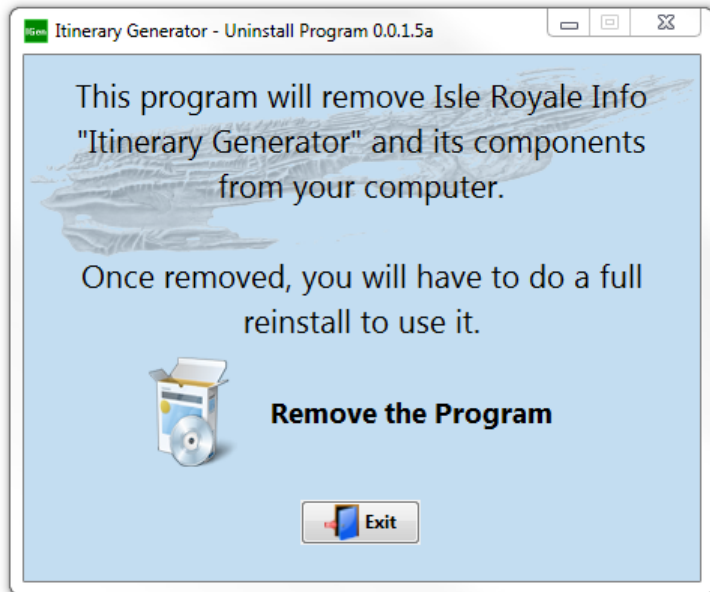 IGen Itinerary Generator - Uninstall Program 0.0.1.5a
This program will remove Isle Royale Info
"Itinerary Generator" and its components
from your computer.
Once removed, you will have to do a full
reinstall to use it.
Remove the Program
Exit